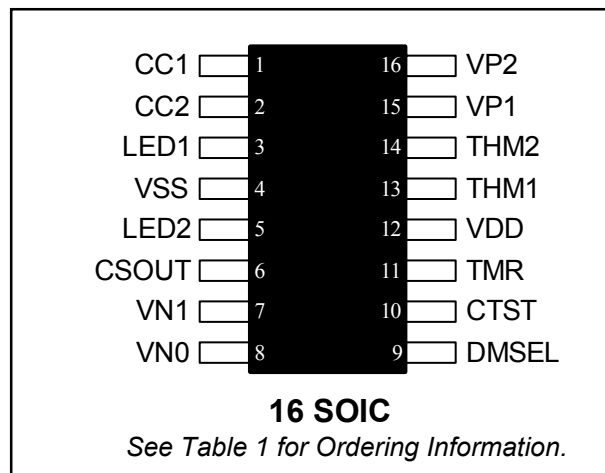 CC1 1 16 VP2
CC2 2 15 VP1
LED1 3 14 THM2
VSS 4 13 THM1
LED2 5 12 VDD
CSOUT 6 11 TMR
VN1 7 10 CTST
VN0 8 9 DMSEL
16 SOIC
See Table 1 for Ordering Information.